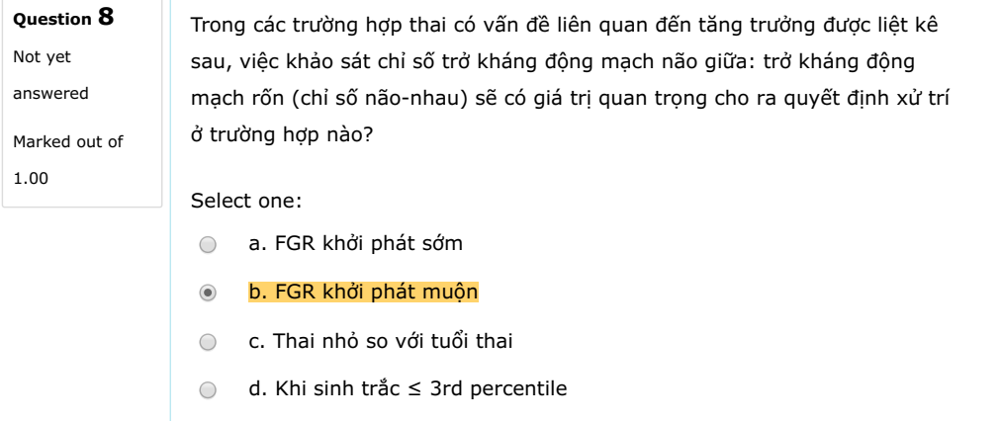 Question 8
Not yet
answered
Marked out of
1.00
Trong các trường hợp thai có vấn đề liên quan đến tăng trưởng được liệt kê
sau, việc khảo sát chỉ số trở kháng động mạch não giữa: trở kháng động
mạch rốn (chỉ số não-nhau) sẽ có giá trị quan trọng cho ra quyết định xử trí
ở trường hợp nào?
Select one:
a. FGR khởi phát sớm
b. FGR khởi phát muộn
c. Thai nhỏ so với tuổi thai
d. Khi sinh trắc ≤ 3rd percentile